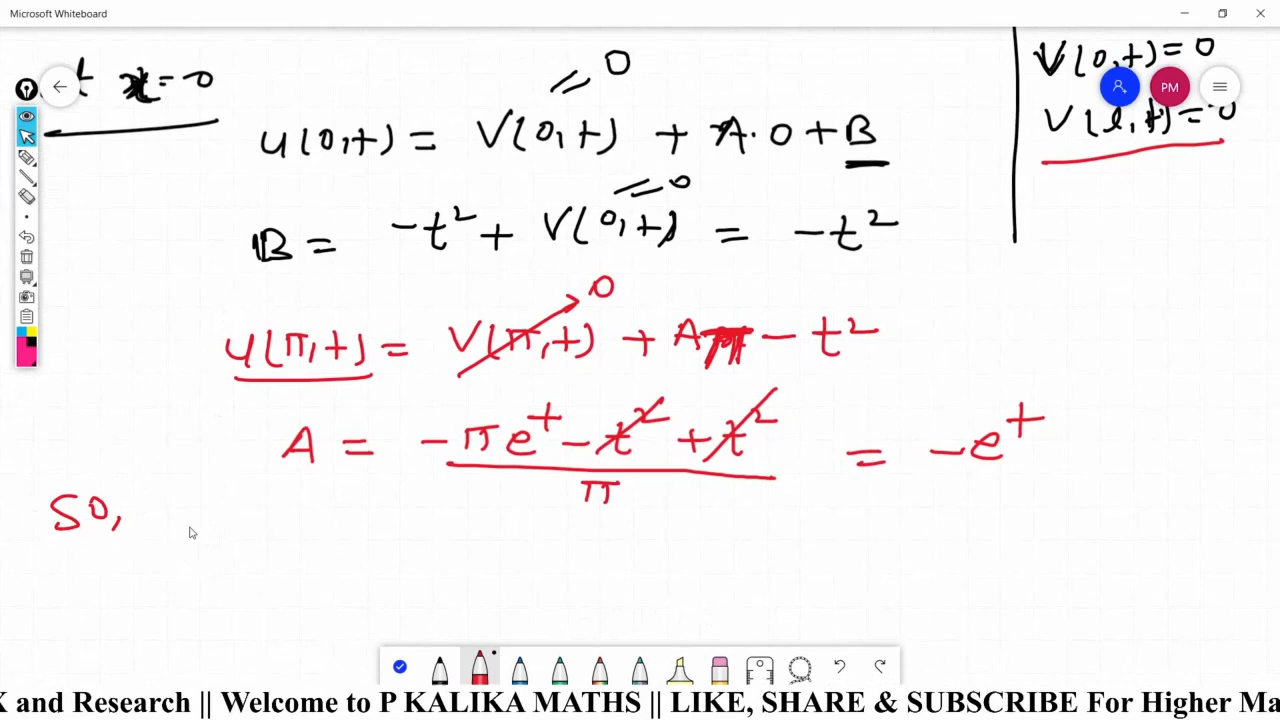 Microsoft Whiteboard
t x=0
= 0
V(0,t)=0
PM
V(l,t)=0
u(0,t) = V(0,t) + A.0 + B
= 0
B = -t² + V(0,t) = -t²
0
u(π,t) = V(π,t) + Aπ - t²
A = -πe^t - t² + t² / π = -e^t
so,
K and Research || Welcome to P KALIKA MATHS || LIKE, SHARE & SUBSCRIBE For Higher Ma